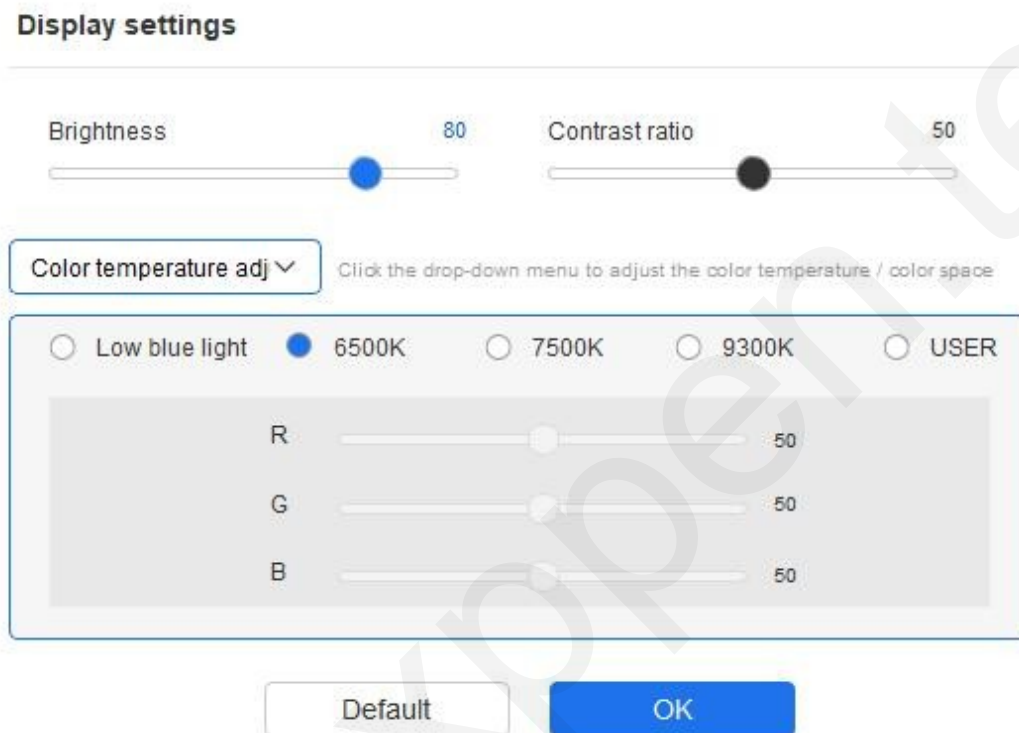 Display settings
Brightness 80 Contrast ratio 50
Color temperature adj Click the drop-down menu to adjust the color temperature / color space
Low blue light 6500K 7500K 9300K USER
R 50
G 50
B 50
Default OK